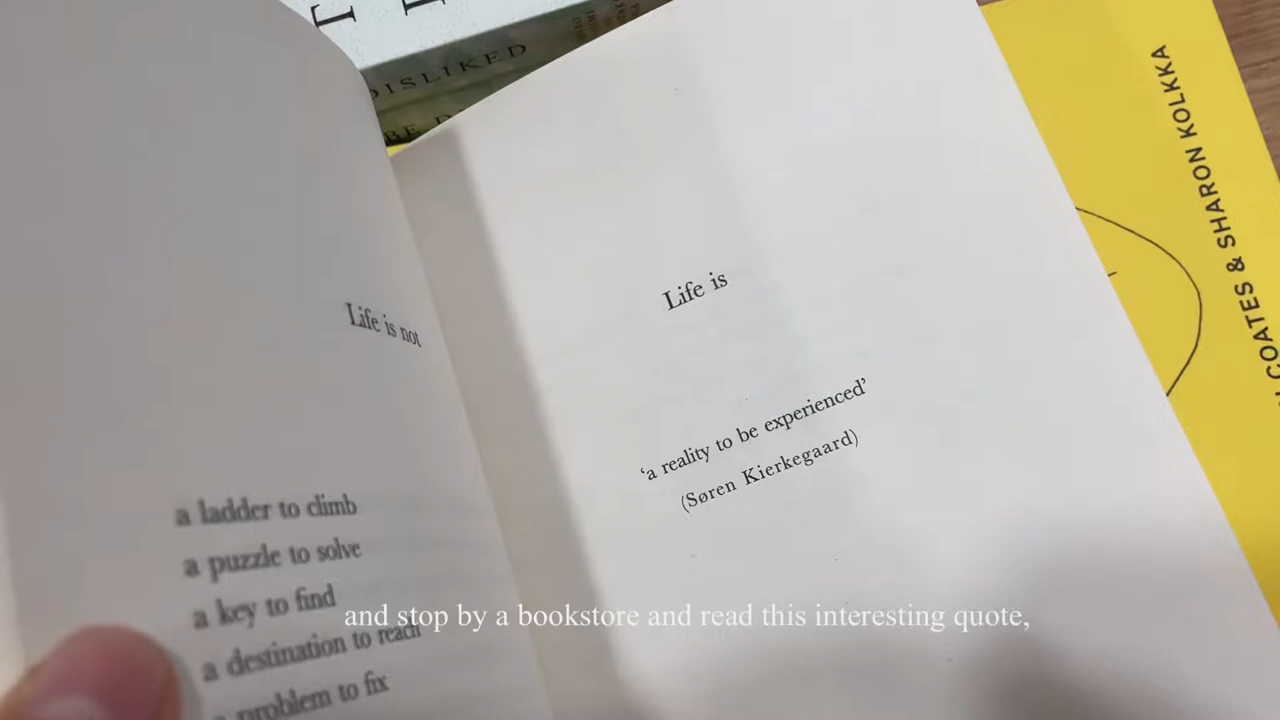 DISLIKED
BE
COATES & SHARON KOLKKA
Life is not
a ladder to climb
a puzzle to solve
a key to find
a destination to reach
a problem to fix
Life is
‘a reality to be experienced’
(Søren Kierkegaard)
and stop by a bookstore and read this interesting quote,